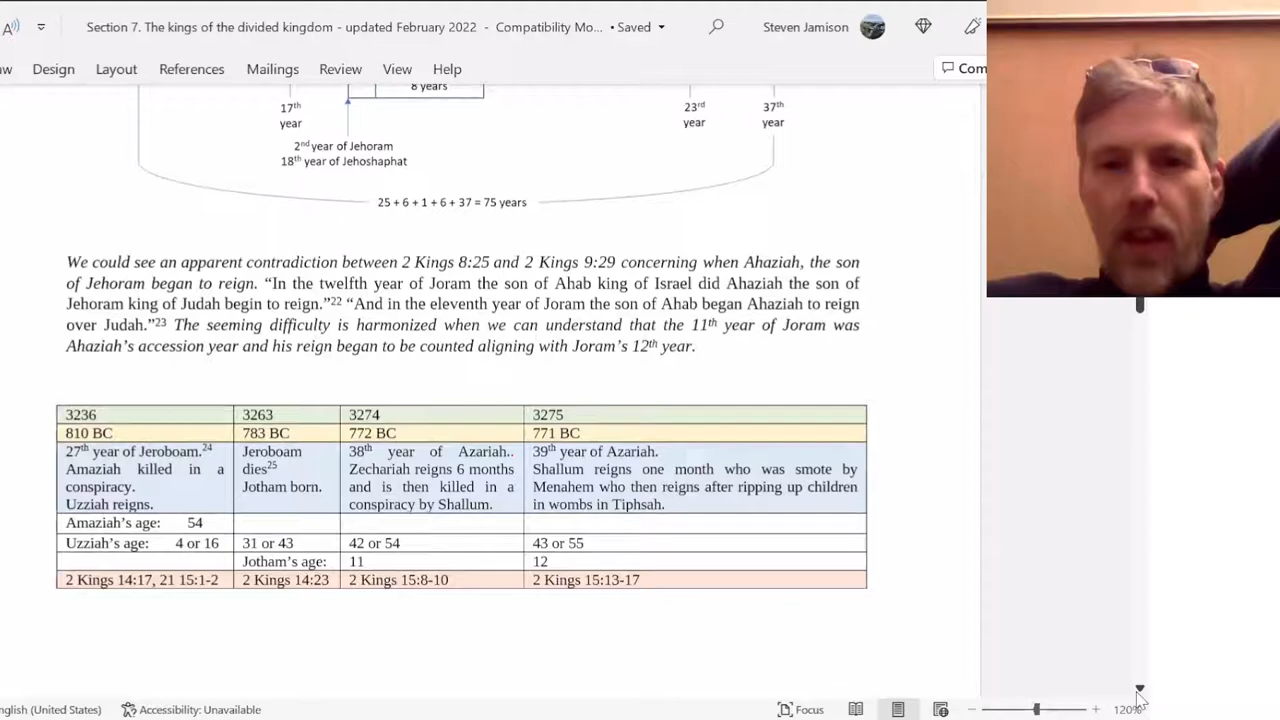 Section 7. The kings of the divided kingdom - updated February 2022 - Compatibility Mo... • Saved
Steven Jamison
Design Layout References Mailings Review View Help
Com
8 years
17th year
23rd year
37th year
2nd year of Jehoram
18th year of Jehoshaphat
25 + 6 + 1 + 6 + 37 = 75 years
We could see an apparent contradiction between 2 Kings 8:25 and 2 Kings 9:29 concerning when Ahaziah, the son
of Jehoram began to reign. “In the twelfth year of Joram the son of Ahab king of Israel did Ahaziah the son of
Jehoram king of Judah begin to reign.”22 “And in the eleventh year of Joram the son of Ahab began Ahaziah to reign
over Judah.”23 The seeming difficulty is harmonized when we can understand that the 11th year of Joram was
Ahaziah’s accession year and his reign began to be counted aligning with Joram’s 12th year.
3236 3263 3274 3275
810 BC 783 BC 772 BC 771 BC
27th year of Jeroboam.24
Amaziah killed in a
conspiracy.
Uzziah reigns.
Jeroboam
dies25
Jotham born.
38th year of Azariah..
Zechariah reigns 6 months
and is then killed in a
conspiracy by Shallum.
39th year of Azariah.
Shallum reigns one month who was smote by
Menahem who then reigns after ripping up children
in wombs in Tiphsah.
Amaziah’s age: 54
Uzziah’s age: 4 or 16 31 or 43 42 or 54 43 or 55
Jotham’s age: 11 12
2 Kings 14:17, 21 15:1-2 2 Kings 14:23 2 Kings 15:8-10 2 Kings 15:13-17
nglish (United States) Accessibility: Unavailable Focus 120%